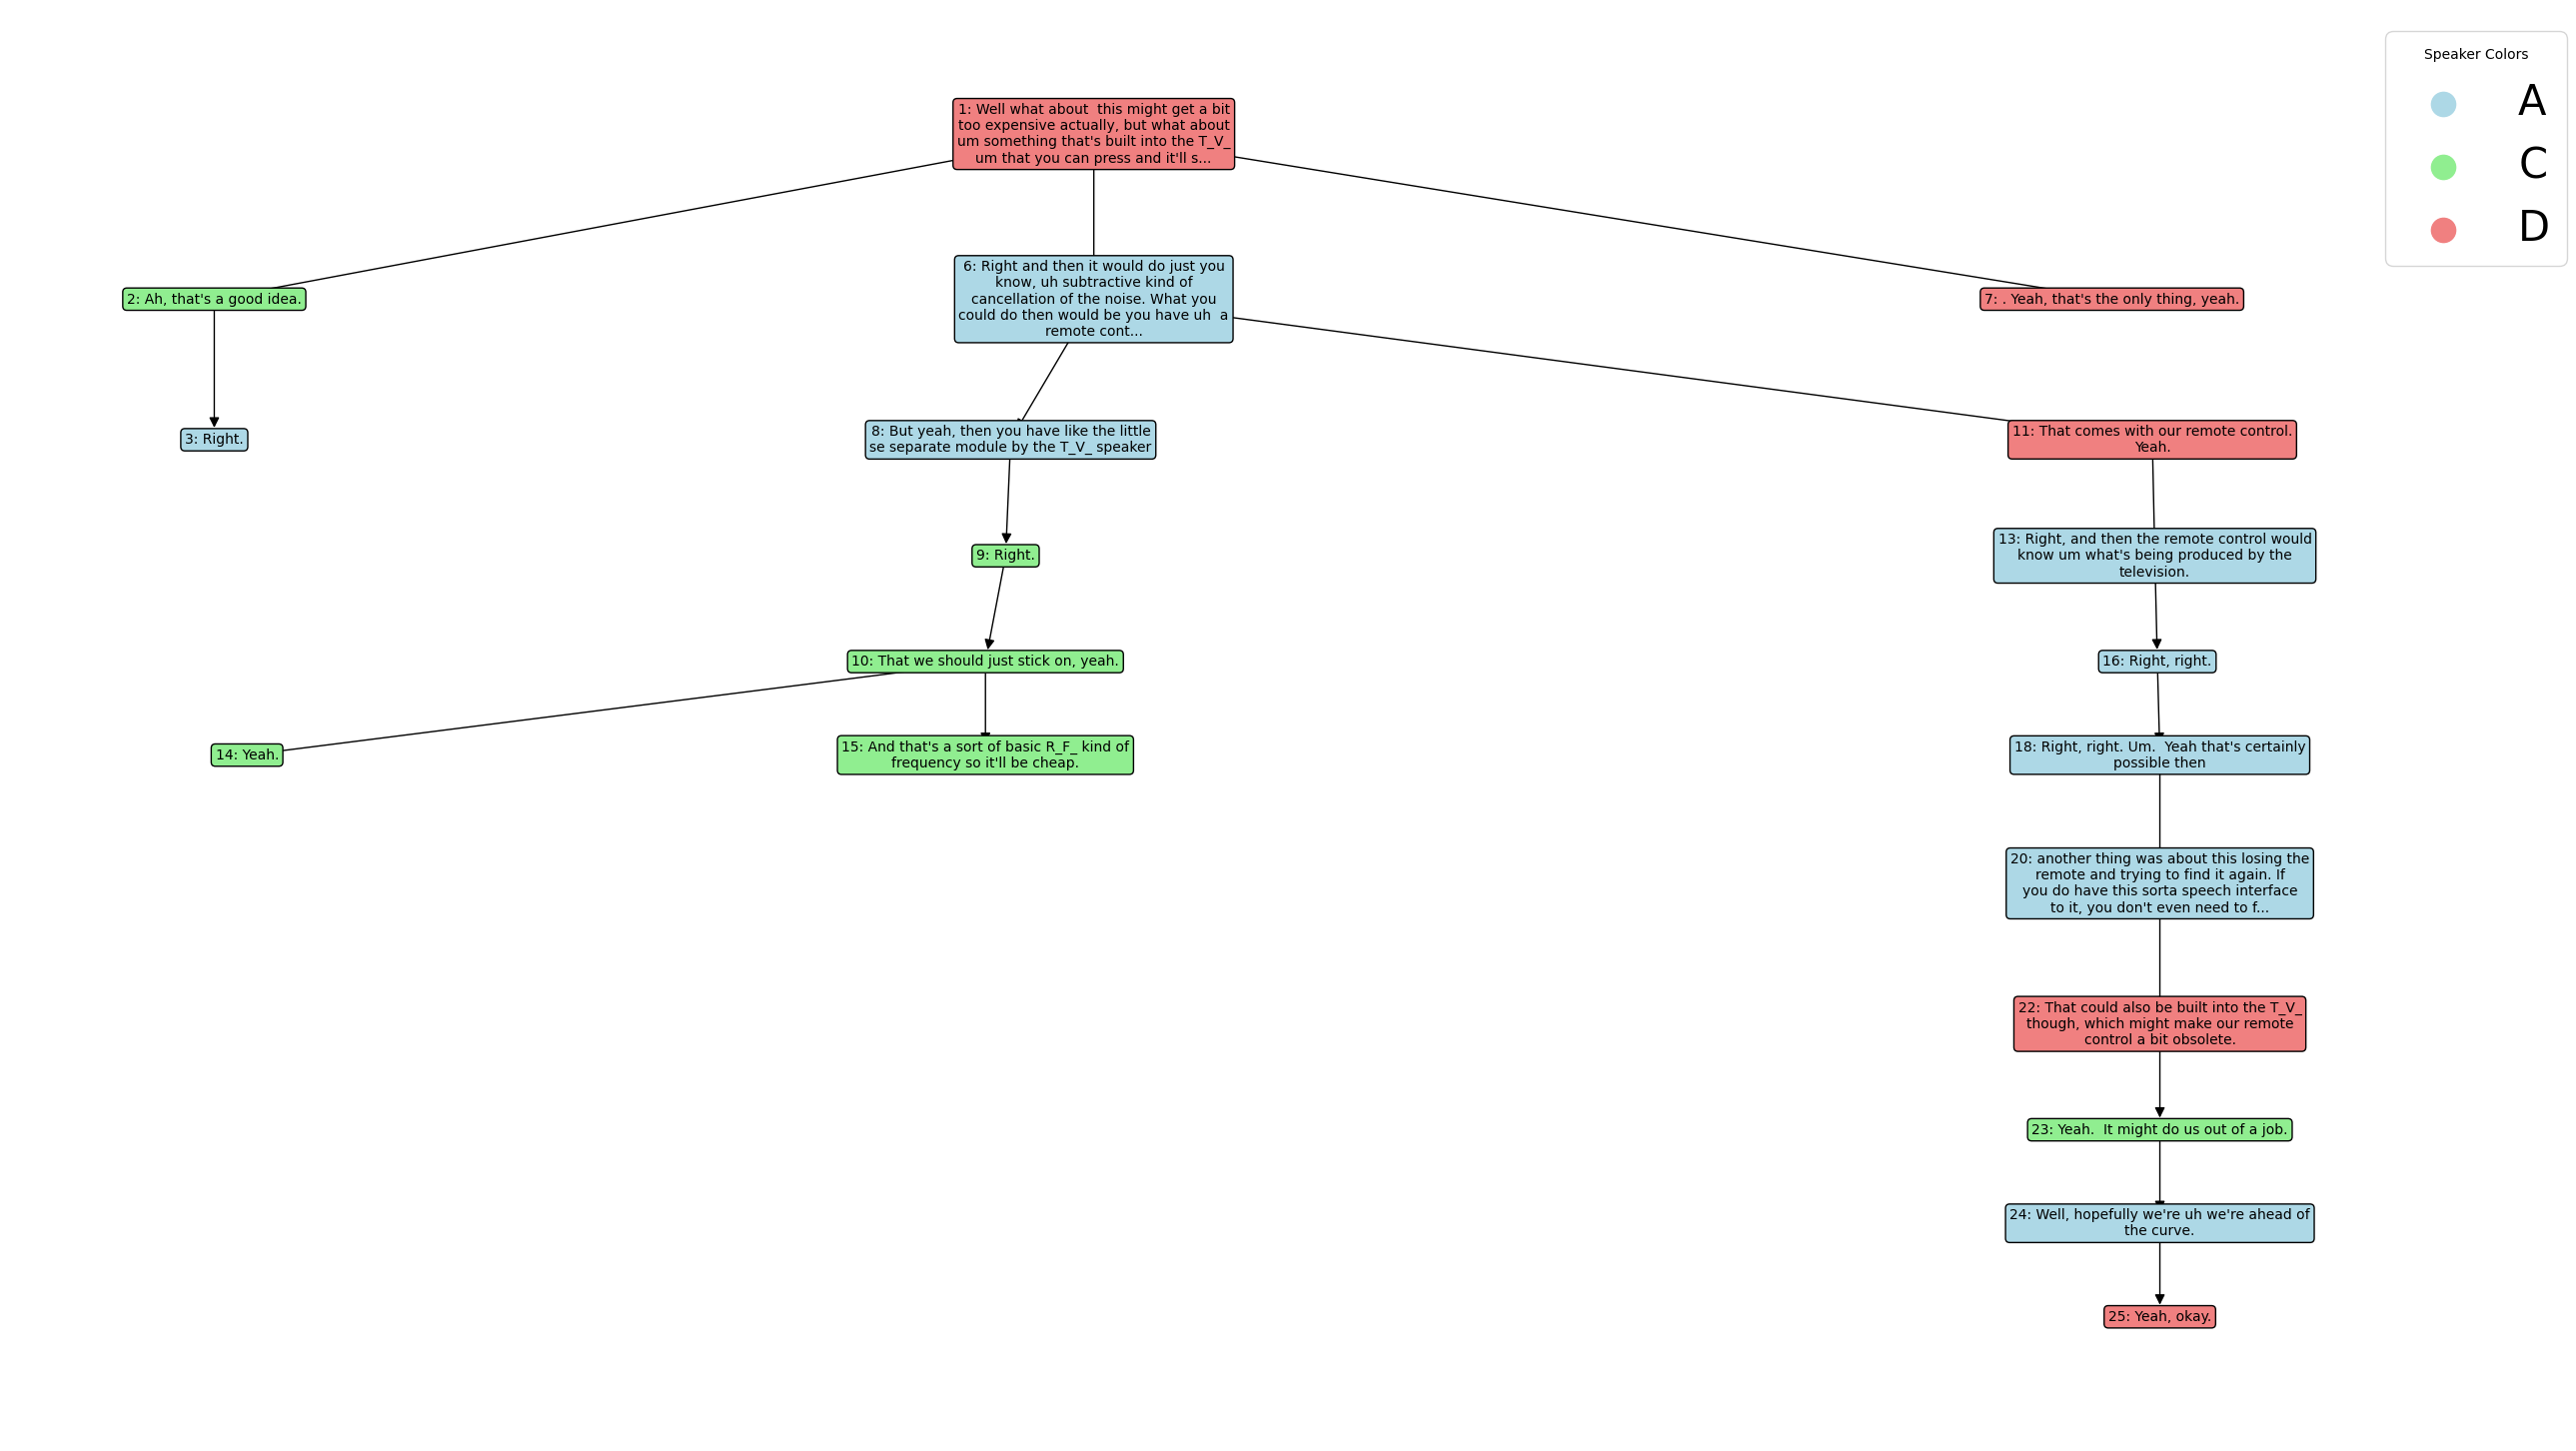 Speaker Colors
A
C
D
1: Well what about  this might get a bit
too expensive actually, but what about
um something that's built into the T_V_
um that you can press and it'll s...
2: Ah, that's a good idea.
6: Right and then it would do just you
know, uh subtractive kind of
cancellation of the noise. What you
could do then would be you have uh  a
remote cont...
7: . Yeah, that's the only thing, yeah.
3: Right.
8: But yeah, then you have like the little
se separate module by the T_V_ speaker
11: That comes with our remote control.
Yeah.
9: Right.
13: Right, and then the remote control would
know um what's being produced by the
television.
10: That we should just stick on, yeah.
16: Right, right.
14: Yeah.
15: And that's a sort of basic R_F_ kind of
frequency so it'll be cheap.
18: Right, right. Um.  Yeah that's certainly
possible then
20: another thing was about this losing the
remote and trying to find it again. If
you do have this sorta speech interface
to it, you don't even need to f...
22: That could also be built into the T_V_
though, which might make our remote
control a bit obsolete.
23: Yeah.  It might do us out of a job.
24: Well, hopefully we're uh we're ahead of
the curve.
25: Yeah, okay.